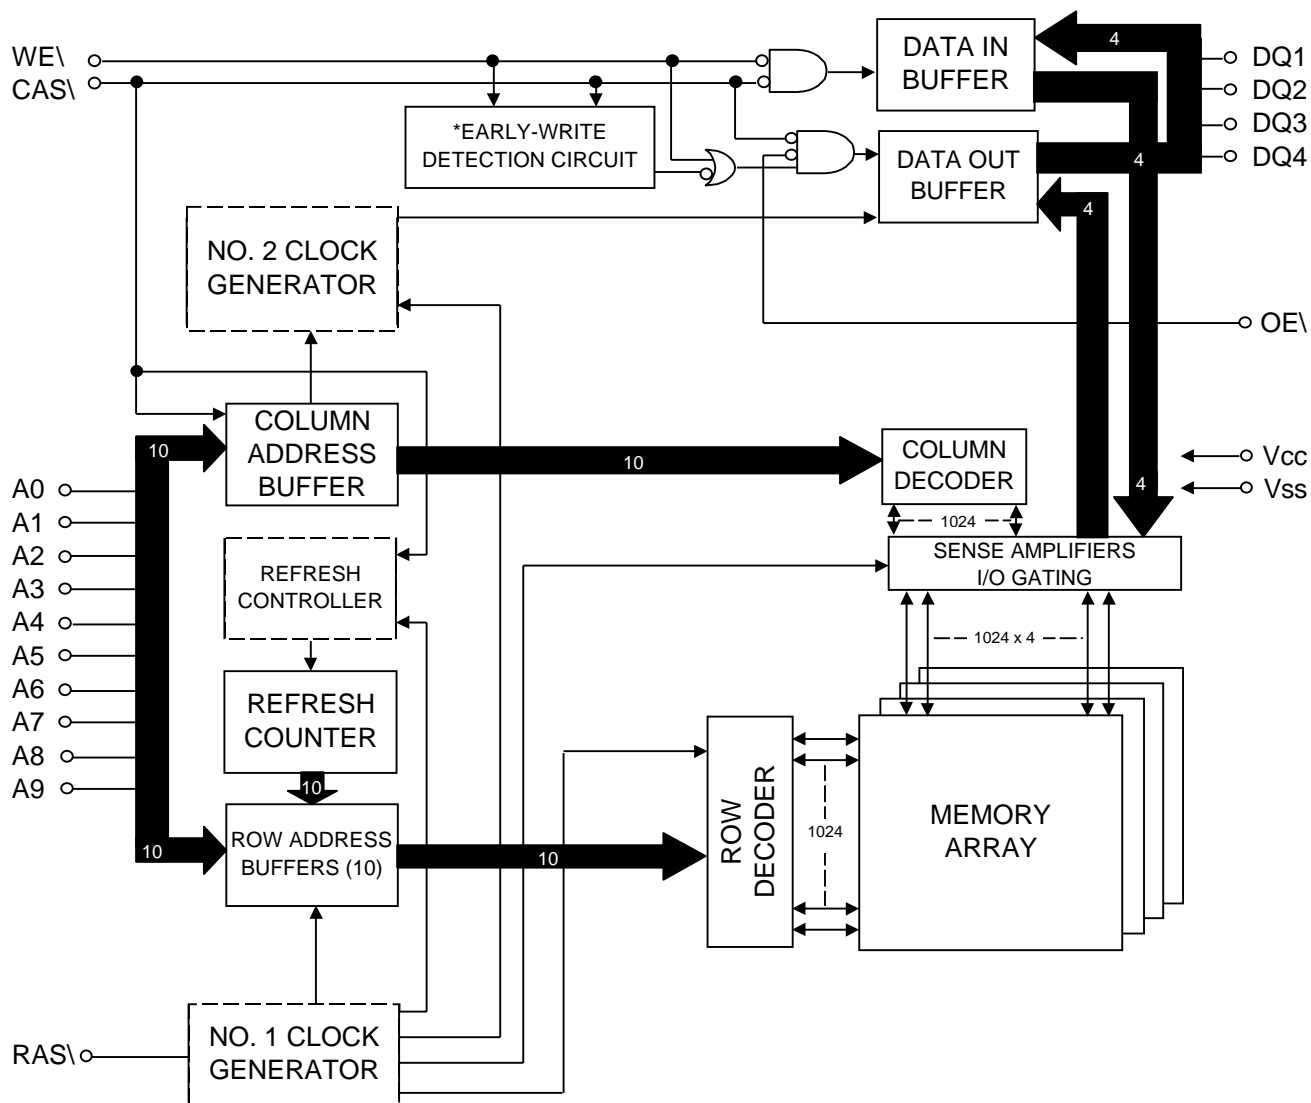 WE\
CAS\
DATA IN
BUFFER
4
DQ1
DQ2
DQ3
DQ4
*EARLY-WRITE
DETECTION CIRCUIT
DATA OUT
BUFFER
4
4
NO. 2 CLOCK
GENERATOR
OE\
COLUMN
ADDRESS
BUFFER
10
10
COLUMN
DECODER
4
Vcc
Vss
1024
A0
A1
A2
A3
A4
A5
A6
A7
A8
A9
SENSE AMPLIFIERS
I/O GATING
REFRESH
CONTROLLER
1024 x 4
REFRESH
COUNTER
10
10
ROW ADDRESS
BUFFERS (10)
10
ROW
DECODER
1024
MEMORY
ARRAY
RAS\
NO. 1 CLOCK
GENERATOR